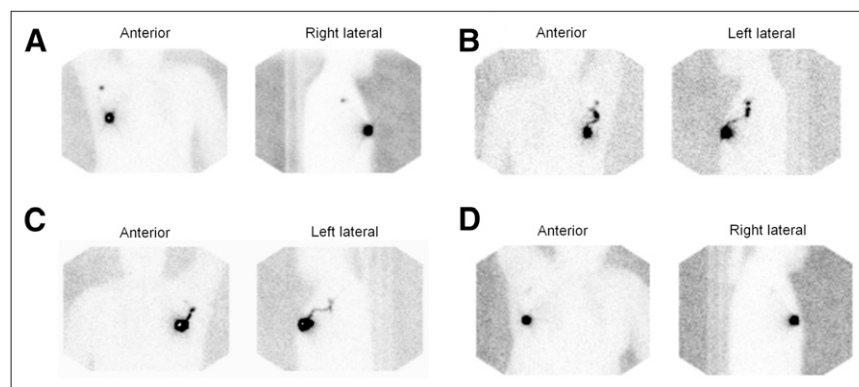 A
Anterior
Right lateral
B
Anterior
Left lateral
C
Anterior
Left lateral
D
Anterior
Right lateral